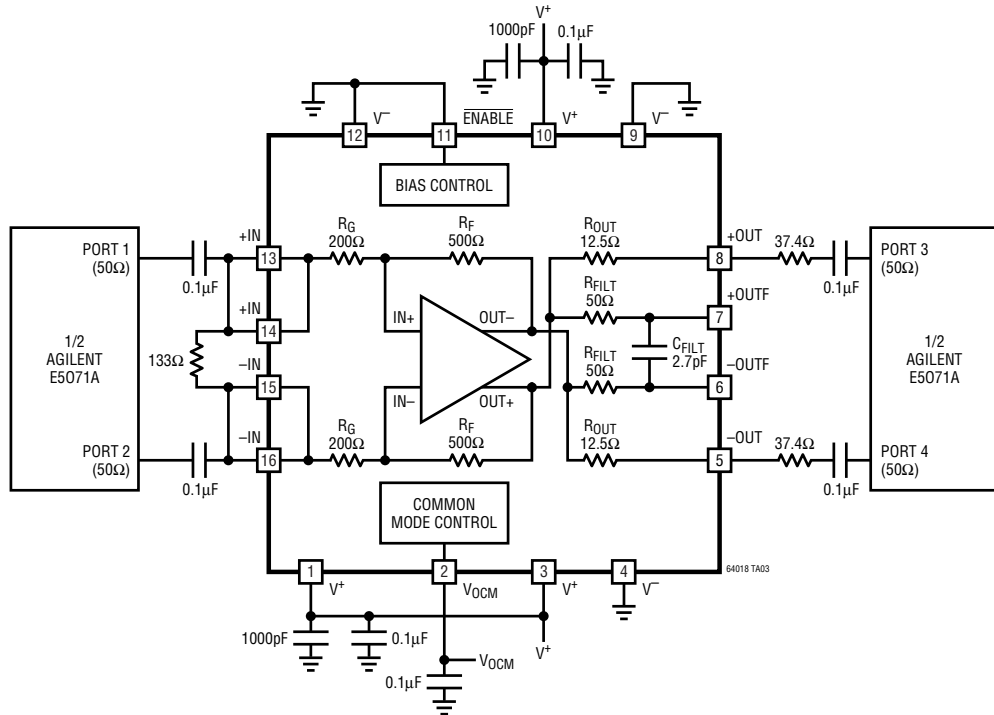 V+
1000pF
0.1µF
V–
ENABLE
V+
V–
12
11
10
9
BIAS CONTROL
PORT 1
(50Ω)
0.1µF
+IN
13
RG
200Ω
RF
500Ω
ROUT
12.5Ω
+OUT
8
37.4Ω
0.1µF
PORT 3
(50Ω)
+IN
14
IN+
OUT–
RFILT
50Ω
+OUTF
7
1/2
AGILENT
E5O71A
133Ω
CFILT
2.7pF
1/2
AGILENT
E5O71A
–IN
15
IN–
OUT+
RFILT
50Ω
6
–OUTF
PORT 2
(50Ω)
0.1µF
–IN
16
RG
200Ω
RF
500Ω
ROUT
12.5Ω
–OUT
5
37.4Ω
0.1µF
PORT 4
(50Ω)
COMMON
MODE CONTROL
64018 TA03
1
2
3
4
V+
VOCM
V+
V–
1000pF
0.1µF
V+
VOCM
0.1µF